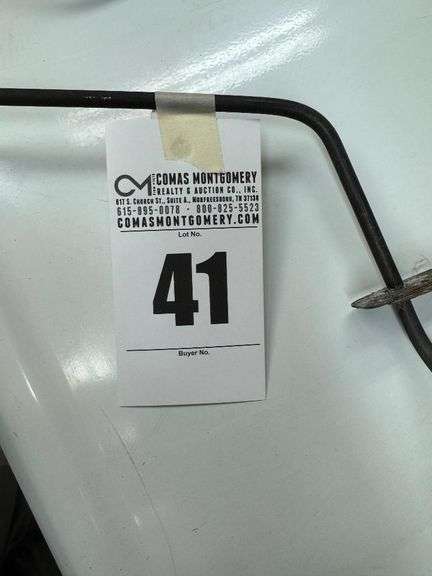 CM COMAS MONTGOMERY
REALTY & AUCTION CO., INC.
617 S. CHURCH ST., SUITE A., MURFREESBORO, TN 37130
615-895-0078 - 800-825-5523
COMASMONTGOMERY.COM
Lot No.
41
Buyer No.